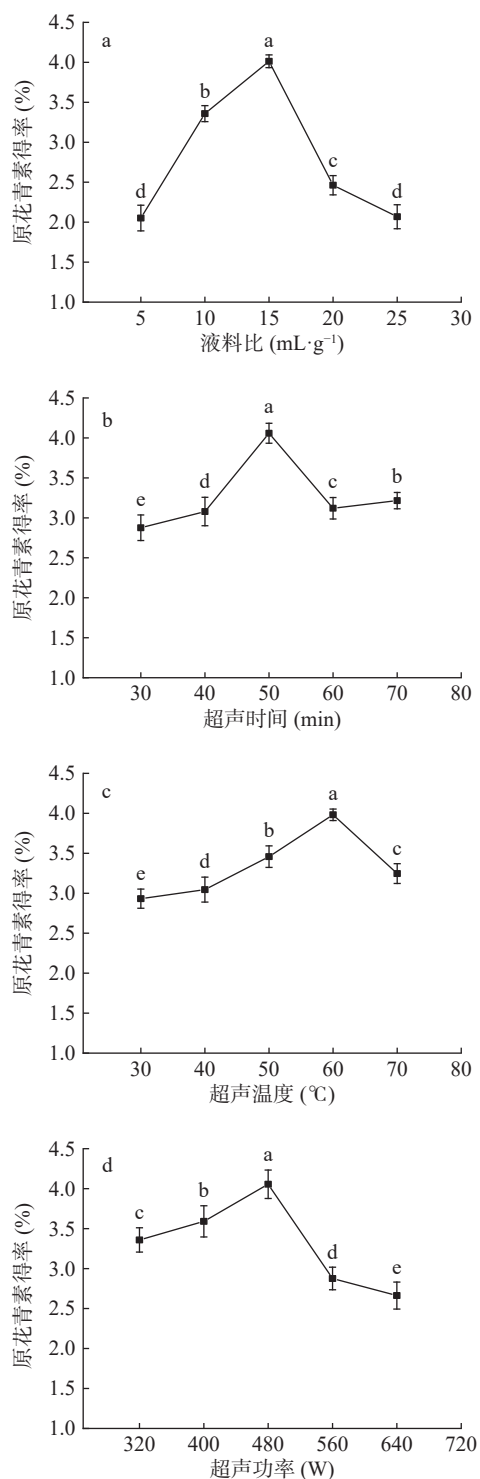 a
原花青素得率 (%)
4.5
4.0
3.5
3.0
2.5
2.0
1.5
1.0
d
b
a
c
d
5
10
15
20
25
30
液料比 (mL·g⁻¹)
b
原花青素得率 (%)
4.5
4.0
3.5
3.0
2.5
2.0
1.5
1.0
e
d
a
c
b
30
40
50
60
70
80
超声时间 (min)
c
原花青素得率 (%)
4.5
4.0
3.5
3.0
2.5
2.0
1.5
1.0
e
d
b
a
c
30
40
50
60
70
80
超声温度 (℃)
d
原花青素得率 (%)
4.5
4.0
3.5
3.0
2.5
2.0
1.5
1.0
c
b
a
d
e
320
400
480
560
640
720
超声功率 (W)